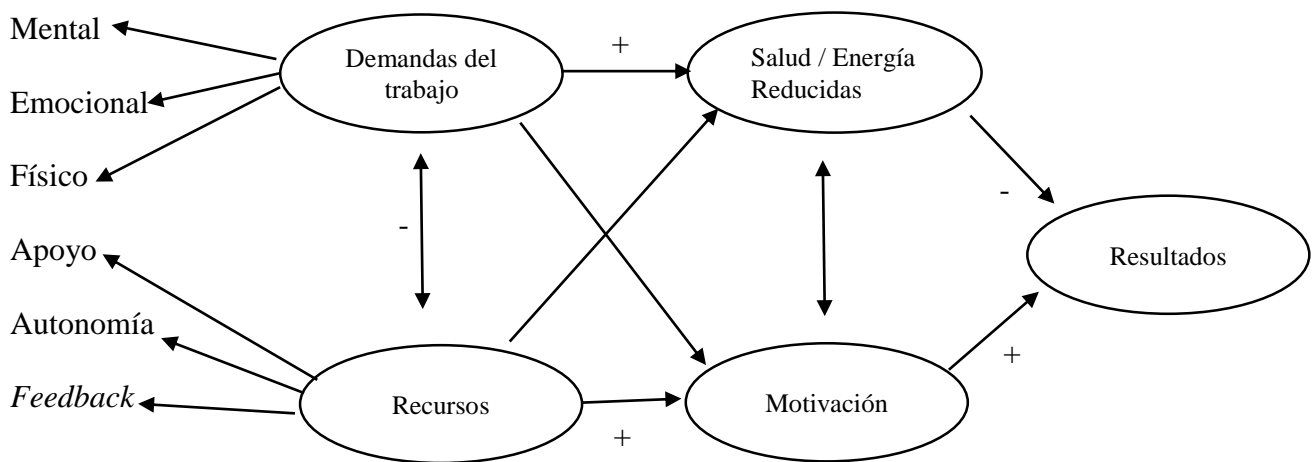 Mental
Emocional
Físico
Apoyo
Autonomía
Feedback
Demandas del
trabajo
+
Salud / Energía
Reducidas
-
-
Resultados
Recursos
+
Motivación
+